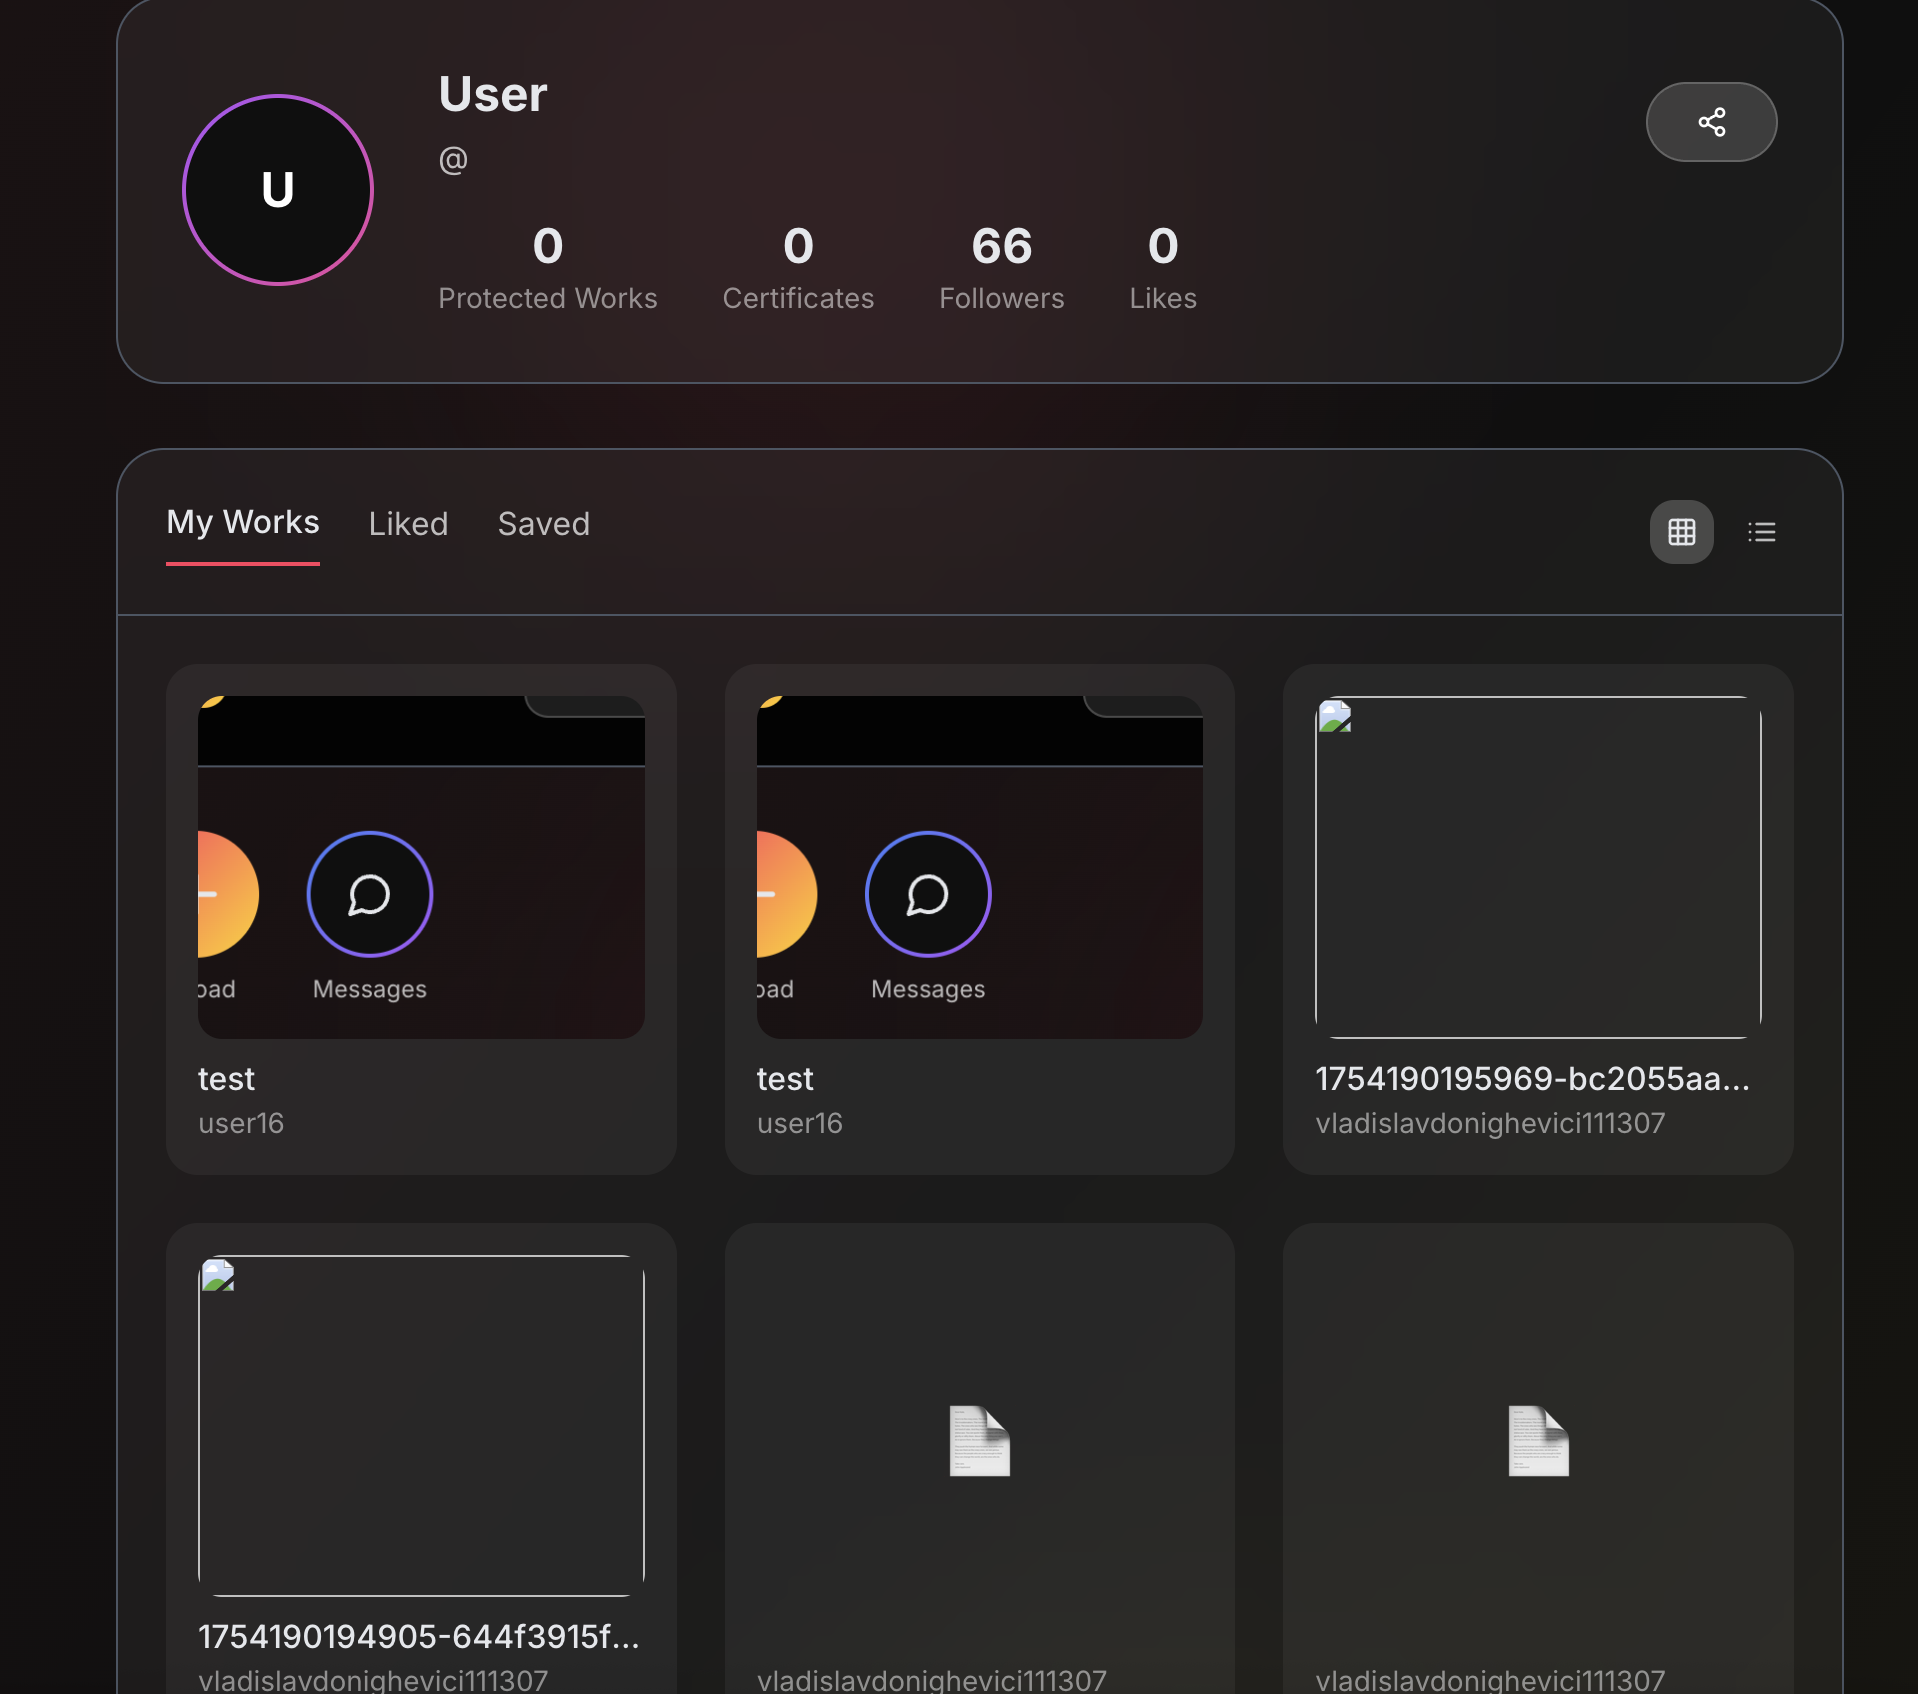 User
@
U
0 0 66 0
Protected Works Certificates Followers Likes
My Works Liked Saved
oad Messages
test
user16
oad Messages
test
user16
1754190195969-bc2055aa...
vladislavdonighevici111307
1754190194905-644f3915f...
vladislavdonighevici111307
vladislavdonighevici111307
vladislavdonighevici111307